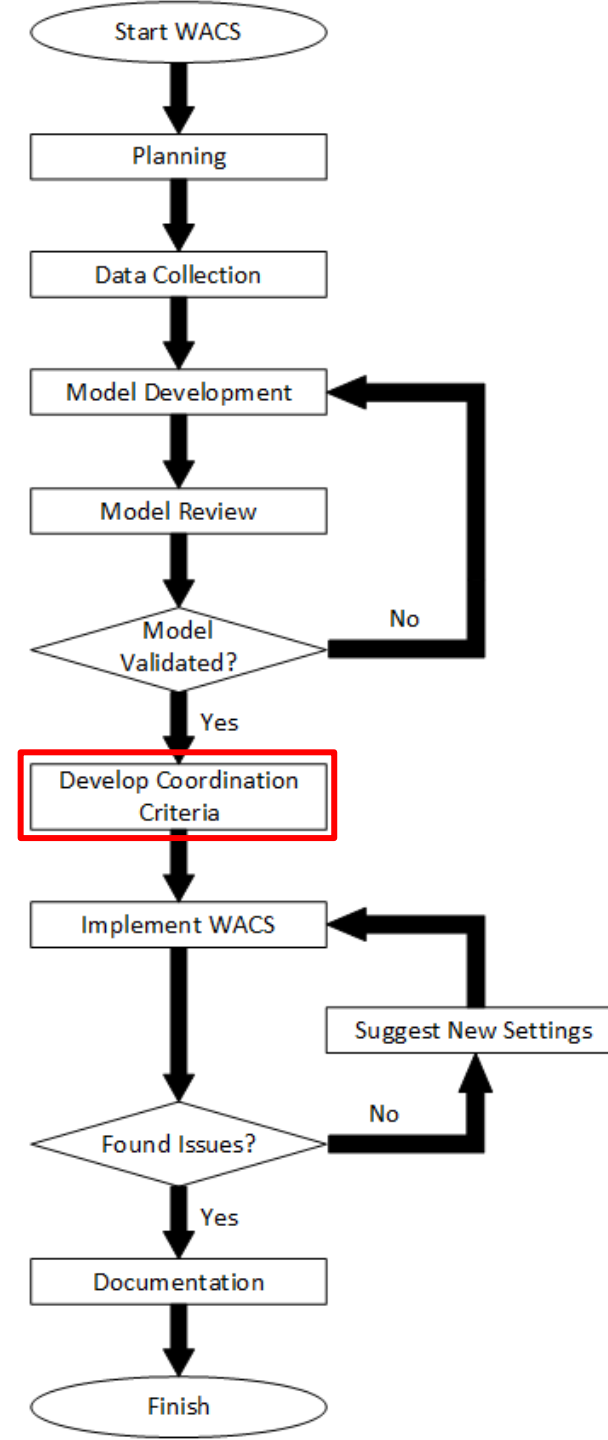 Start WACS
Planning
Data Collection
Model Development
Model Review
Model
Validated?
No
Yes
Develop Coordination
Criteria
Implement WACS
Suggest New Settings
Found Issues?
No
Yes
Documentation
Finish